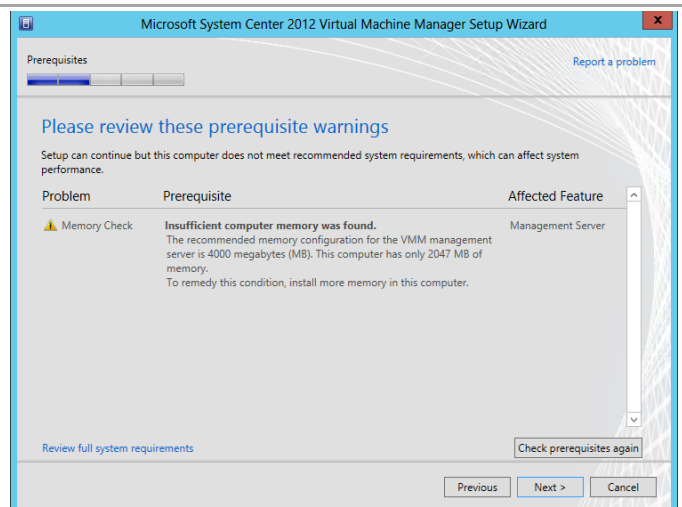 Microsoft System Center 2012 Virtual Machine Manager Setup Wizard
x
Prerequisites
Report a problem
Please review these prerequisite warnings
Setup can continue but this computer does not meet recommended system requirements, which can affect system
performance.
Problem Prerequisite Affected Feature
Memory Check Insufficient computer memory was found. Management Server
The recommended memory configuration for the VMM management
server is 4000 megabytes (MB). This computer has only 2047 MB of
memory.
To remedy this condition, install more memory in this computer.
Review full system requirements Check prerequisites again
Previous Next > Cancel